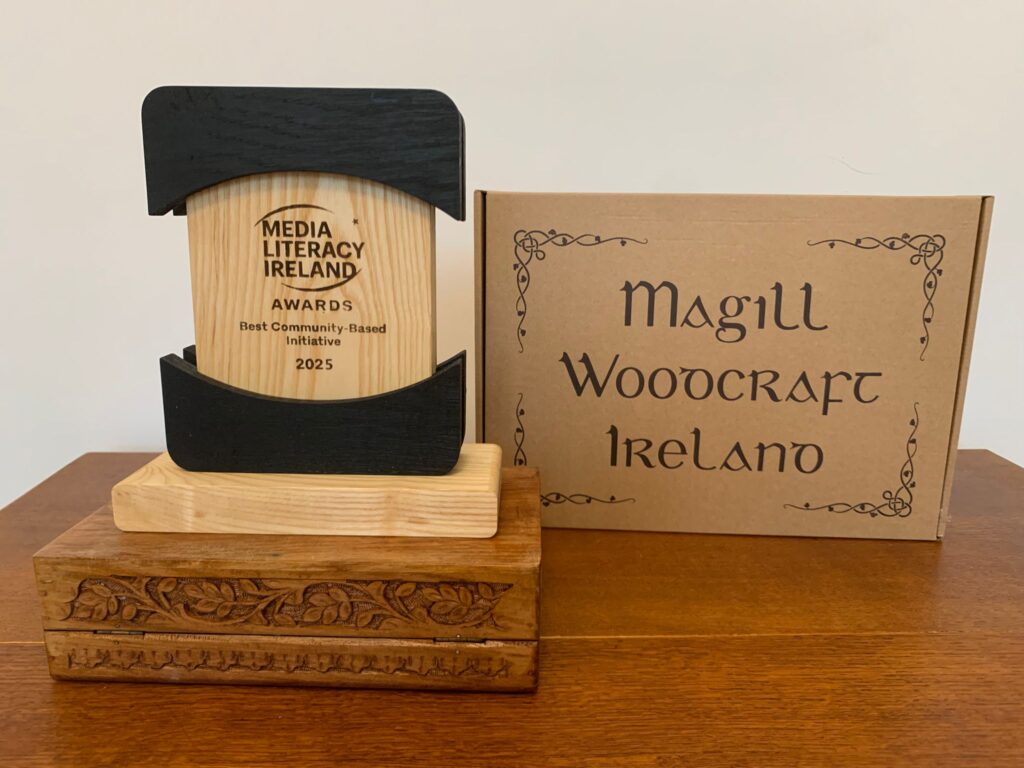 MEDIA
LITERACY
IRELAND
AWARDS
Best Community-Based
Initiative
2025
Magill
Woodcraft
Ireland